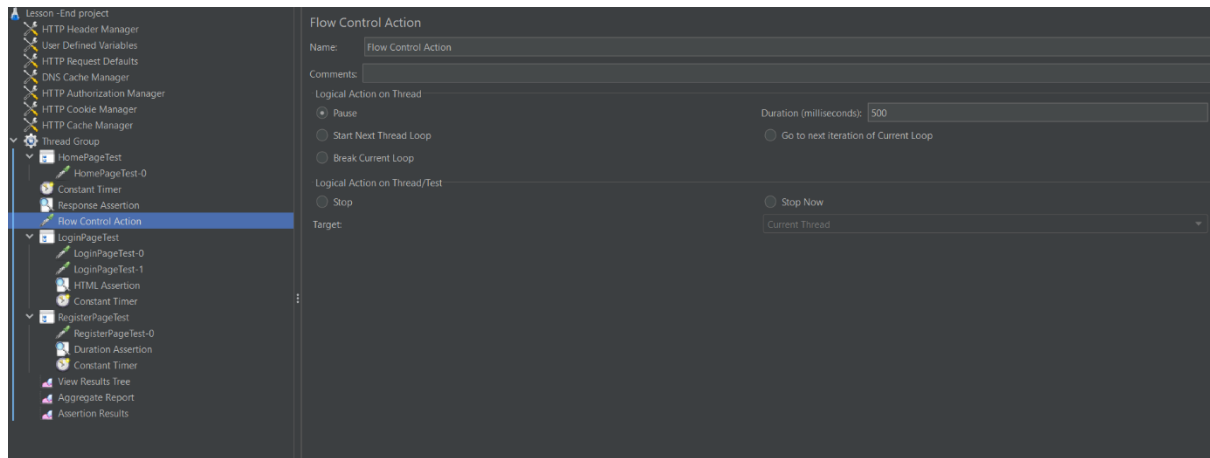 Lesson -End project
HTTP Header Manager
User Defined Variables
HTTP Request Defaults
DNS Cache Manager
HTTP Authorization Manager
HTTP Cookie Manager
HTTP Cache Manager
Thread Group
HomePageTest
HomePageTest-0
Constant Timer
Response Assertion
Flow Control Action
LoginPageTest
LoginPageTest-0
LoginPageTest-1
HTML Assertion
Constant Timer
RegisterPageTest
RegisterPageTest-0
Duration Assertion
Constant Timer
View Results Tree
Aggregate Report
Assertion Results
Flow Control Action
Name: Flow Control Action
Comments:
Logical Action on Thread
Pause Duration (milliseconds): 500
Start Next Thread Loop Go to next iteration of Current Loop
Break Current Loop
Logical Action on Thread/Test
Stop Stop Now
Target: Current Thread